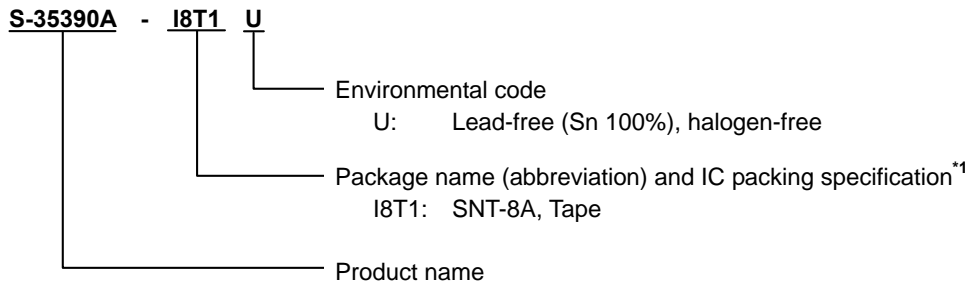 S-35390A - I8T1 U
Environmental code
U: Lead-free (Sn 100%), halogen-free
Package name (abbreviation) and IC packing specification*1
I8T1: SNT-8A, Tape
Product name